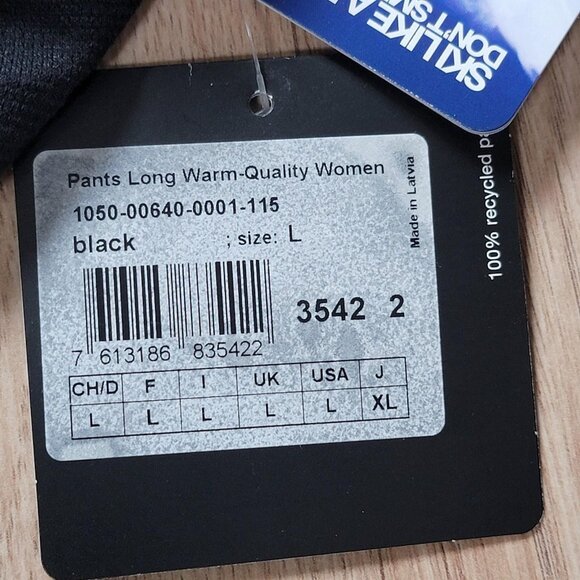 SKI LIKE A
DON'T SM
Pants Long Warm-Quality Women
1050-00640-0001-115
black ; size: L
Made in Latvia
3542 2
7 613186 835422
CH/D F I UK USA J
L L L L L XL
100% recycled